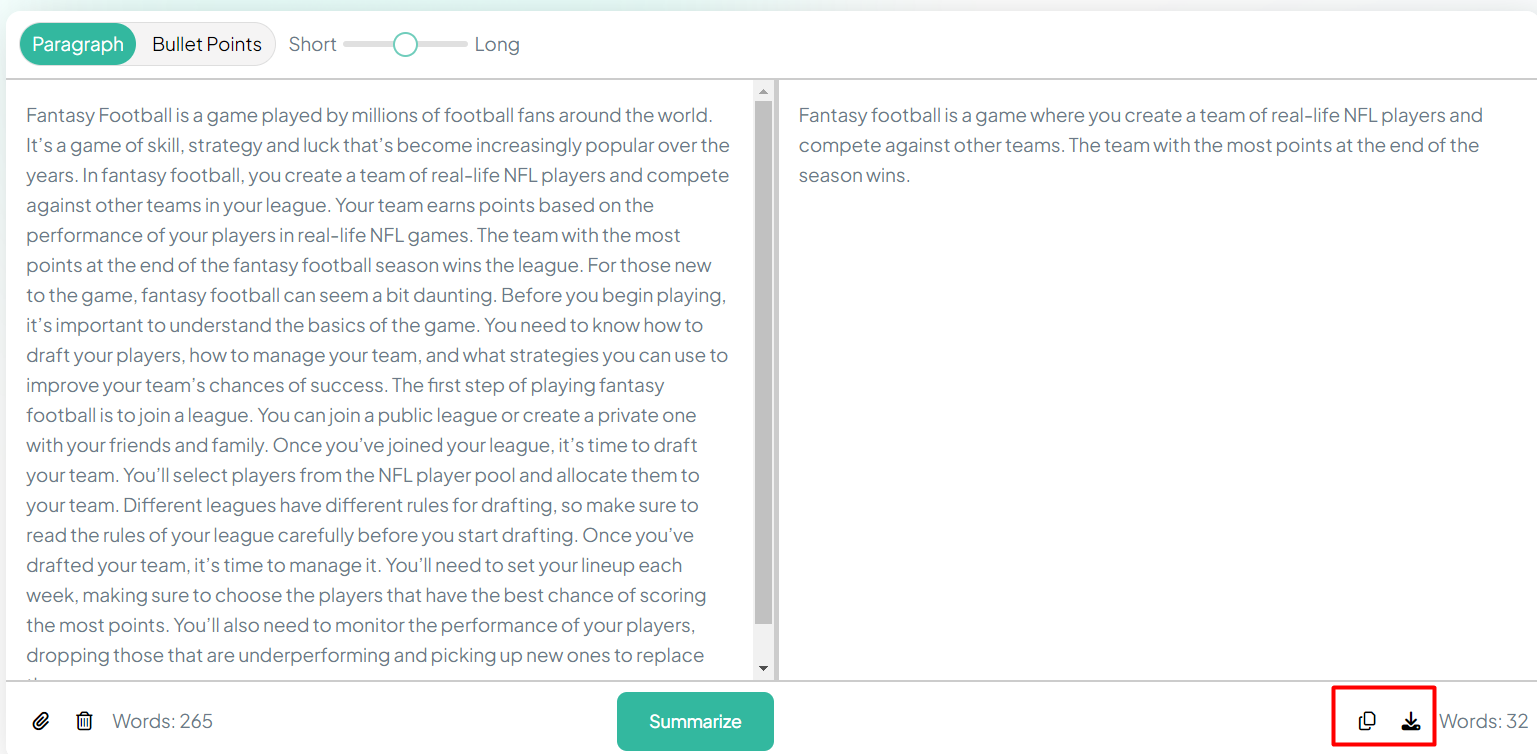 Paragraph Bullet Points Short Long
Fantasy Football is a game played by millions of football fans around the world.
It's a game of skill, strategy and luck that's become increasingly popular over the
years. In fantasy football, you create a team of real-life NFL players and compete
against other teams in your league. Your team earns points based on the
performance of your players in real-life NFL games. The team with the most
points at the end of the fantasy football season wins the league. For those new
to the game, fantasy football can seem a bit daunting. Before you begin playing,
it's important to understand the basics of the game. You need to know how to
draft your players, how to manage your team, and what strategies you can use to
improve your team's chances of success. The first step of playing fantasy
football is to join a league. You can join a public league or create a private one
with your friends and family. Once you've joined your league, it's time to draft
your team. You'll select players from the NFL player pool and allocate them to
your team. Different leagues have different rules for drafting, so make sure to
read the rules of your league carefully before you start drafting. Once you've
drafted your team, it's time to manage it. You'll need to set your lineup each
week, making sure to choose the players that have the best chance of scoring
the most points. You'll also need to monitor the performance of your players,
dropping those that are underperforming and picking up new ones to replace
Fantasy football is a game where you create a team of real-life NFL players and
compete against other teams. The team with the most points at the end of the
season wins.
Words: 265
Summarize
Words: 32